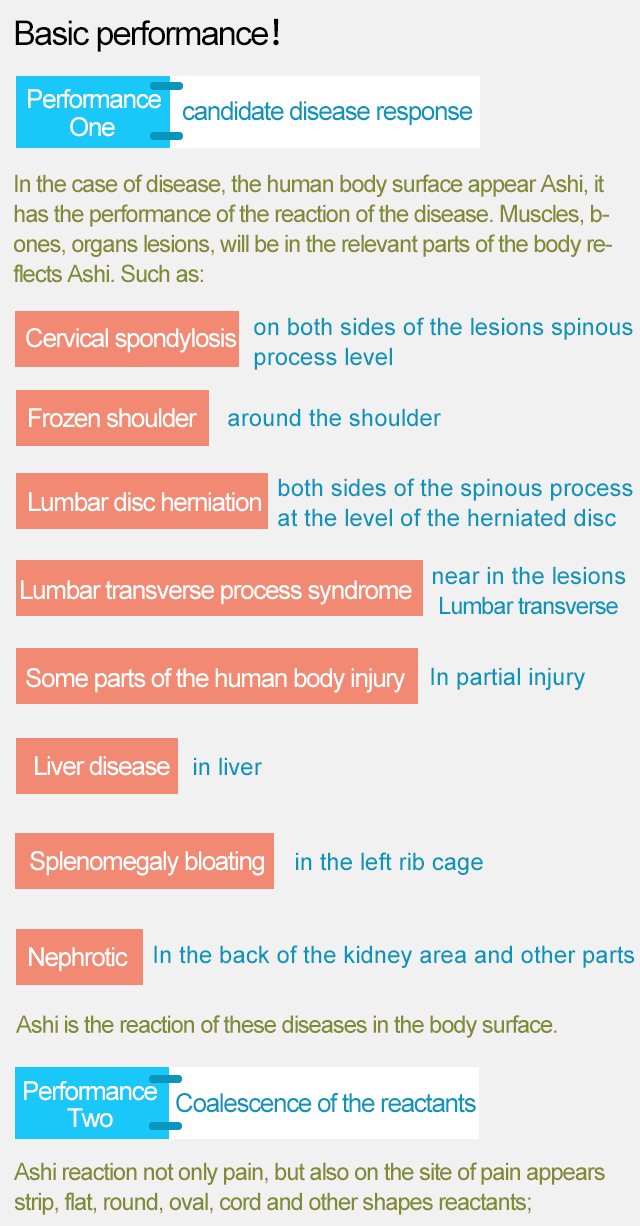 Basic performance!
Performance
One
candidate disease response
In the case of disease, the human body surface appear Ashi, it
has the performance of the reaction of the disease. Muscles, b-
ones, organs lesions, will be in the relevant parts of the body re-
flects Ashi. Such as:
Cervical spondylosis
on both sides of the lesions spinous
process level
Frozen shoulder
around the shoulder
Lumbar disc herniation
both sides of the spinous process
at the level of the herniated disc
Lumbar transverse process syndrome
near in the lesions
Lumbar transverse
Some parts of the human body injury
In partial injury
Liver disease
in liver
Splenomegaly bloating
in the left rib cage
Nephrotic
In the back of the kidney area and other parts
Ashi is the reaction of these diseases in the body surface.
Performance
Two
Coalescence of the reactants
Ashi reaction not only pain, but also on the site of pain appears
strip, flat, round, oval, cord and other shapes reactants;